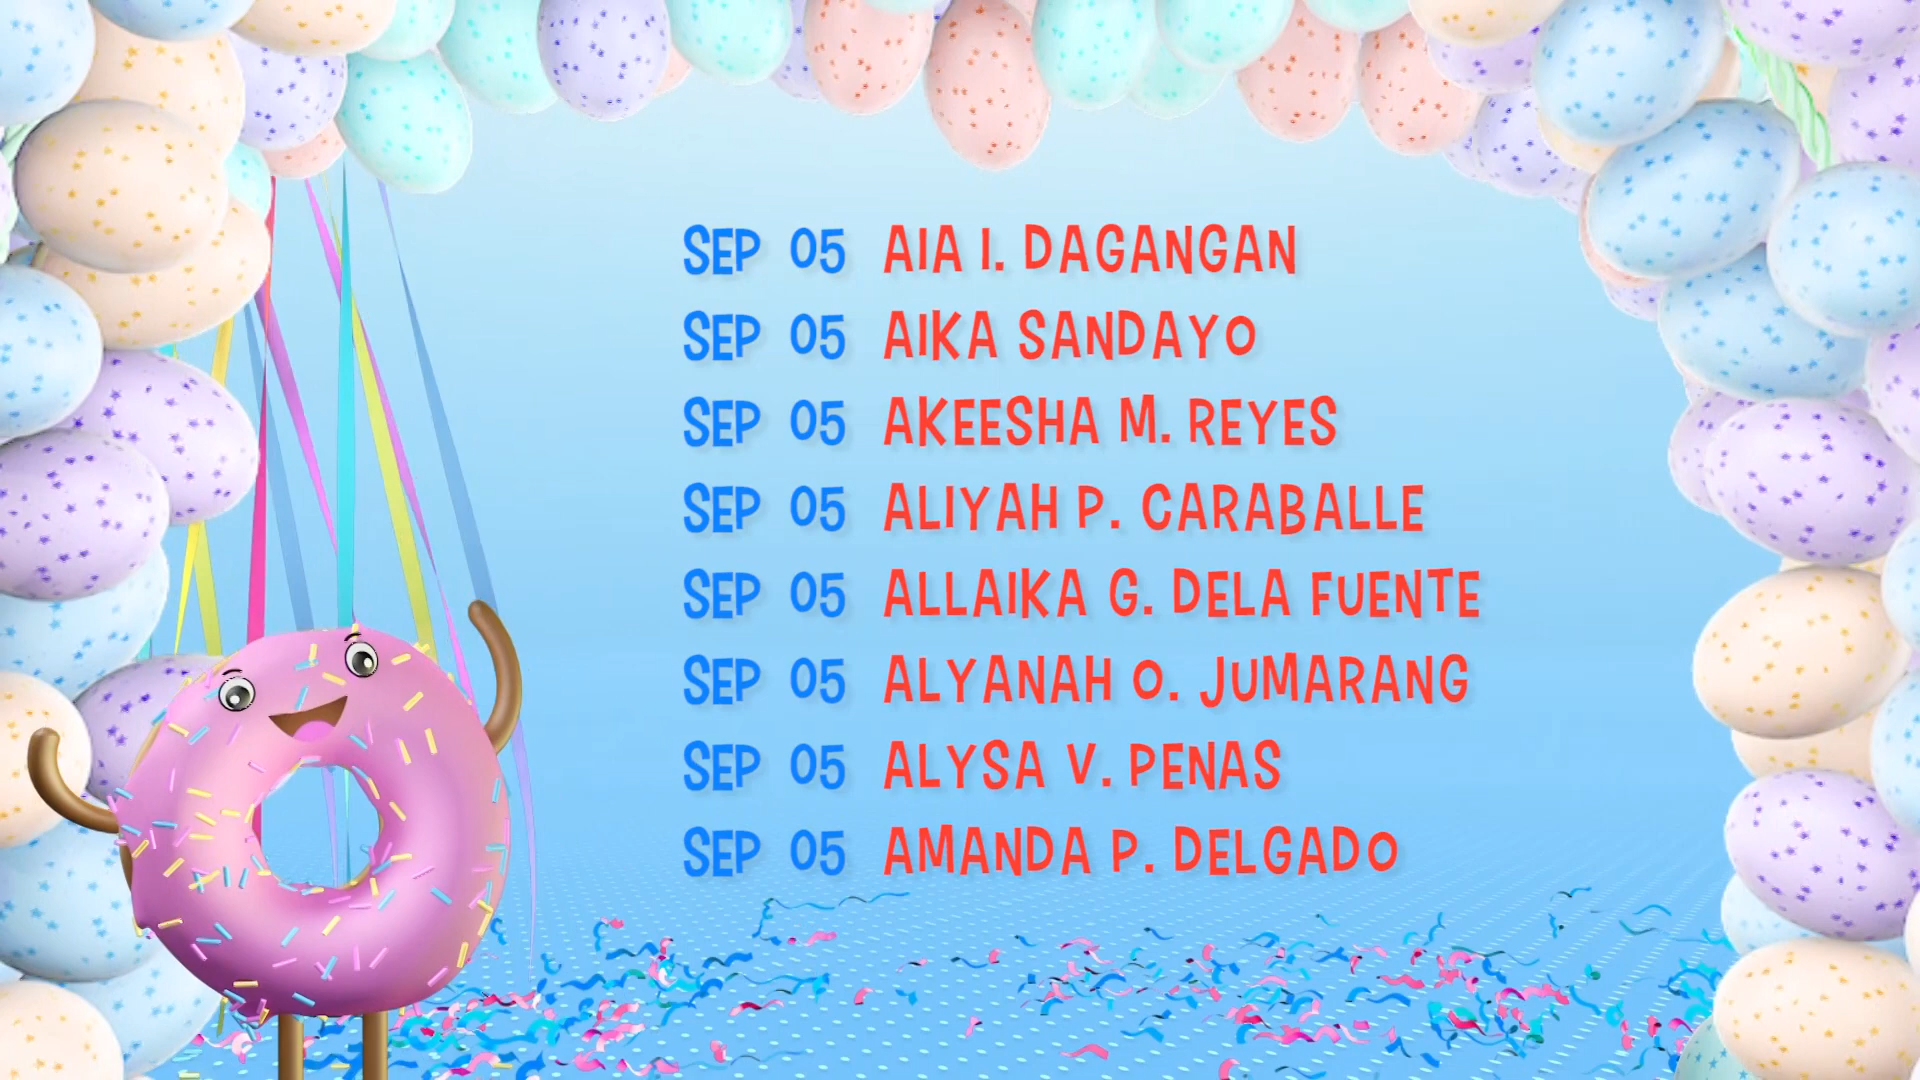 SEP 05 AIA I. DAGANGAN
SEP 05 AIKA SANDAYO
SEP 05 AKEESHA M. REYES
SEP 05 ALIYAH P. CARABALLE
SEP 05 ALLAIKA G. DELA FUENTE
SEP 05 ALYANAH O. JUMARANG
SEP 05 ALYSA V. PENAS
SEP 05 AMANDA P. DELGADO